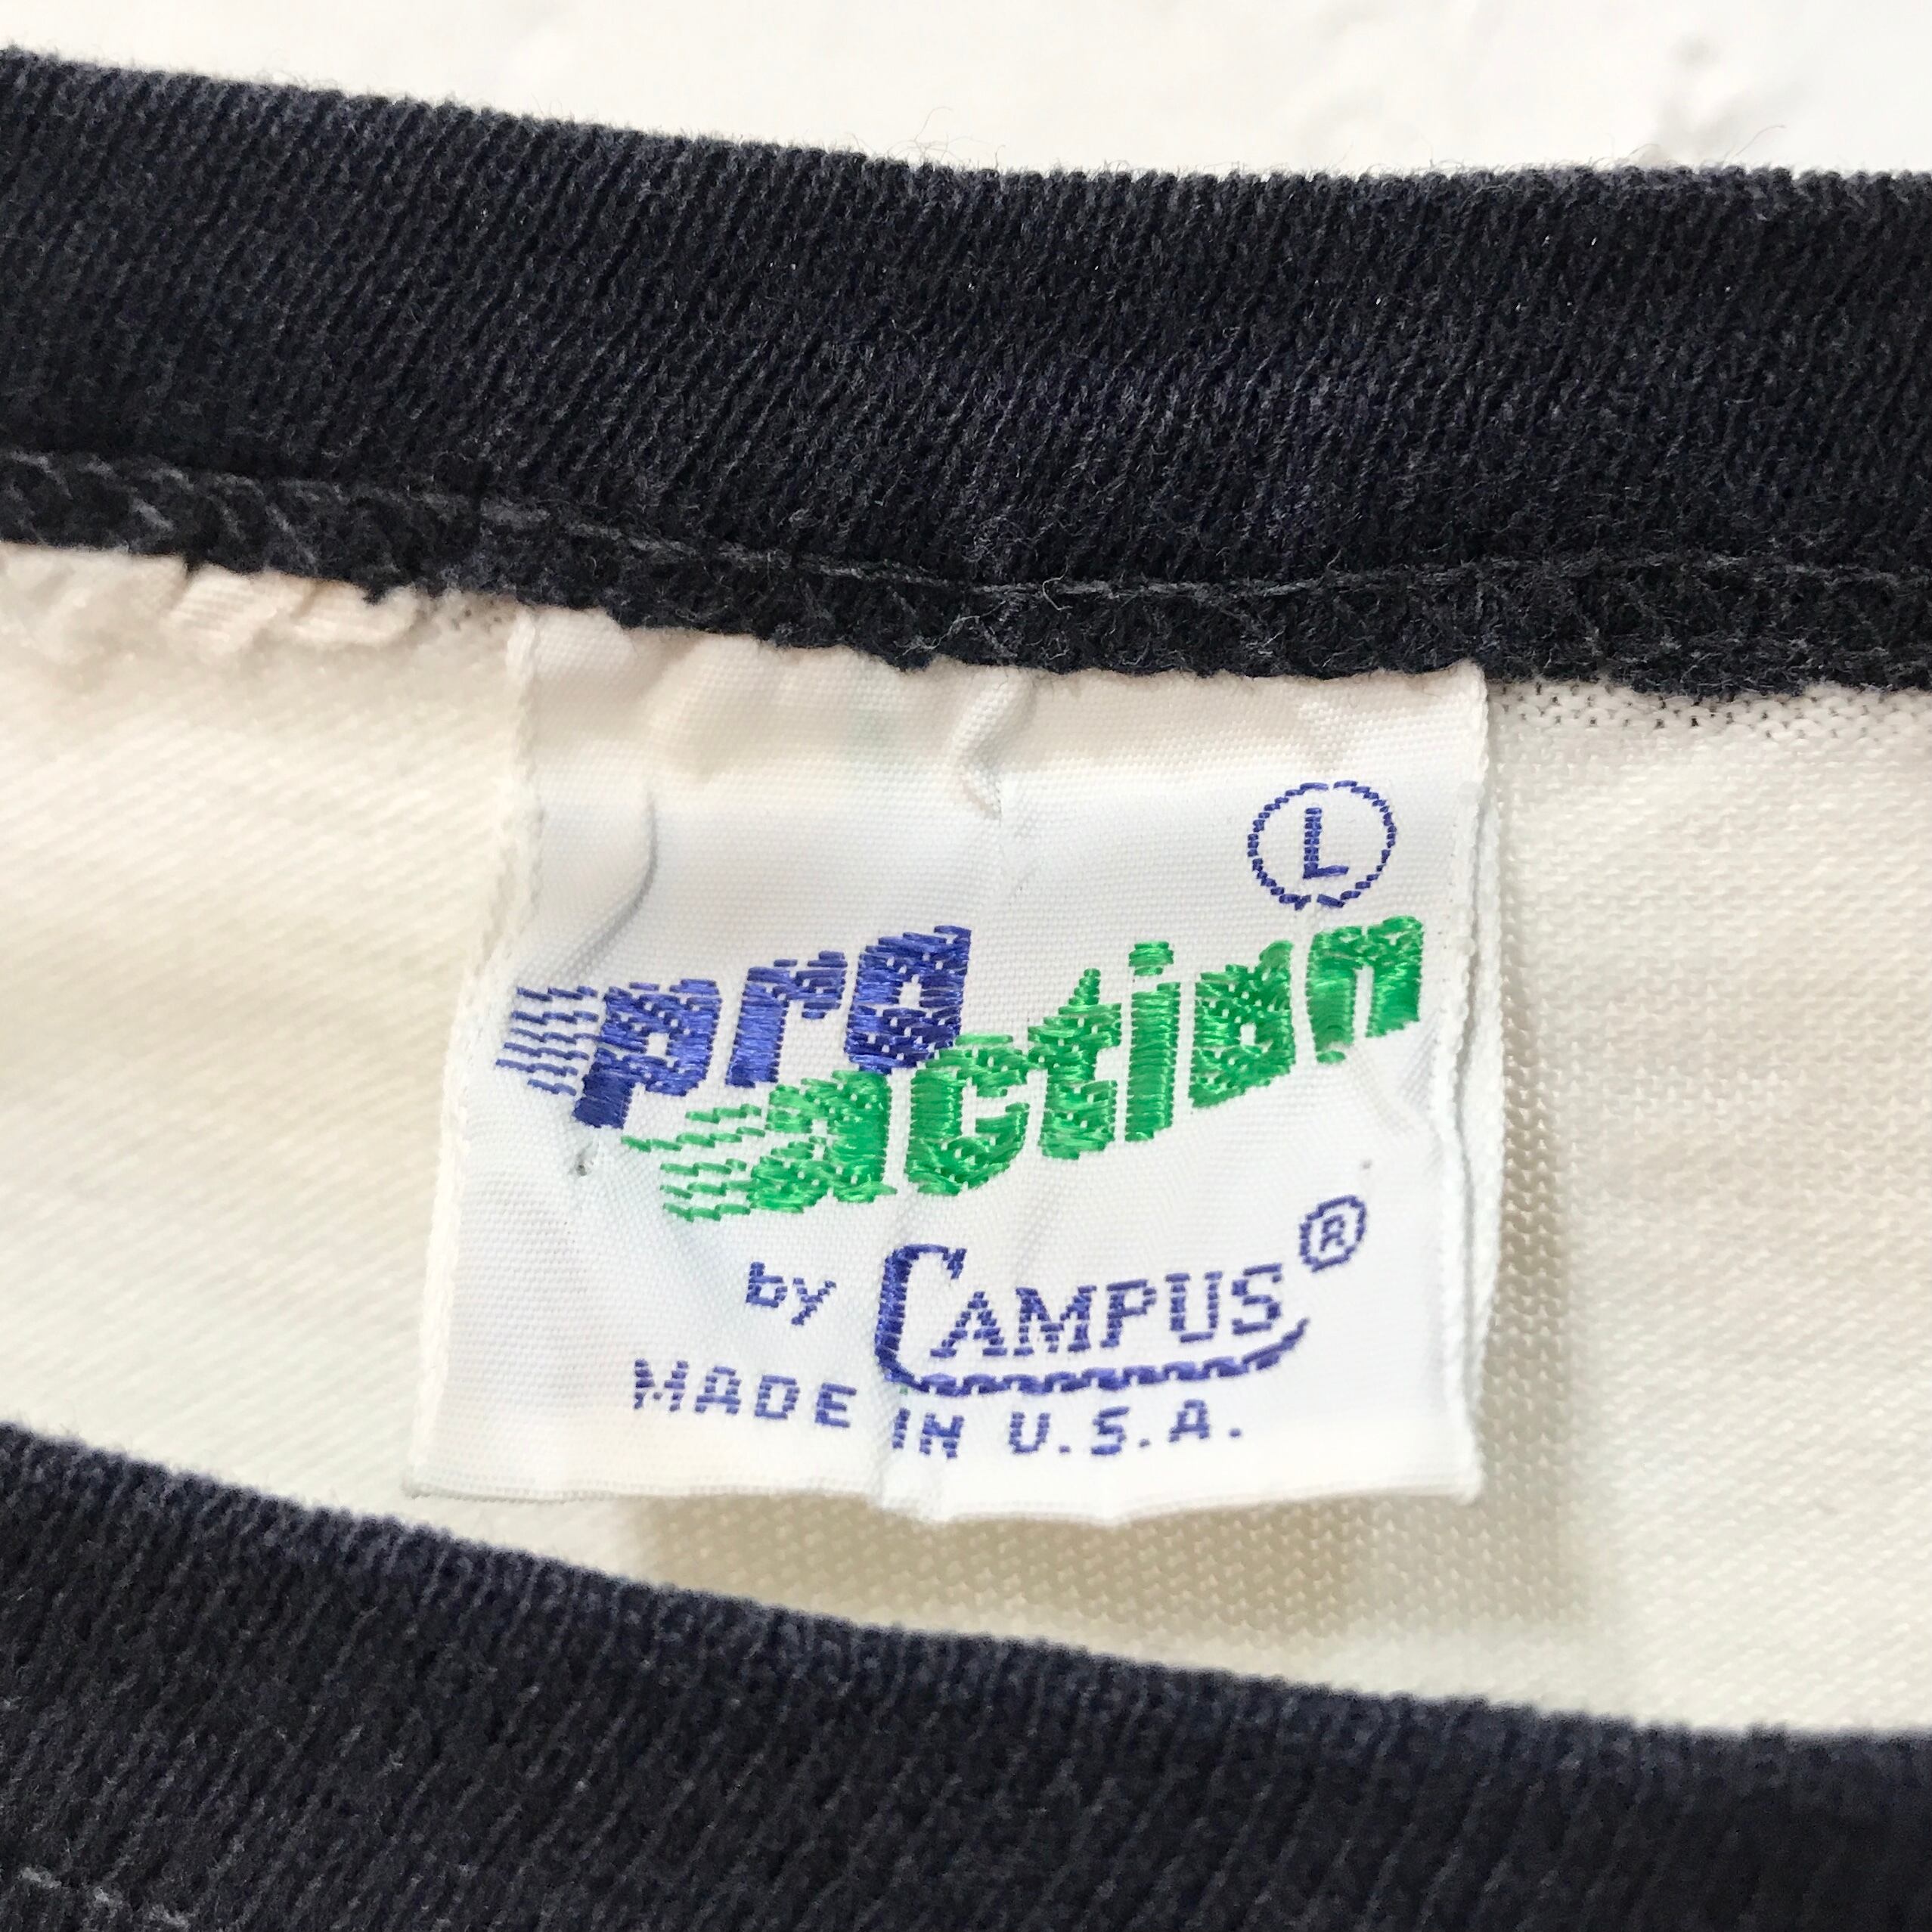 L
pro
action
by CAMPUS®
MADE IN U.S.A.